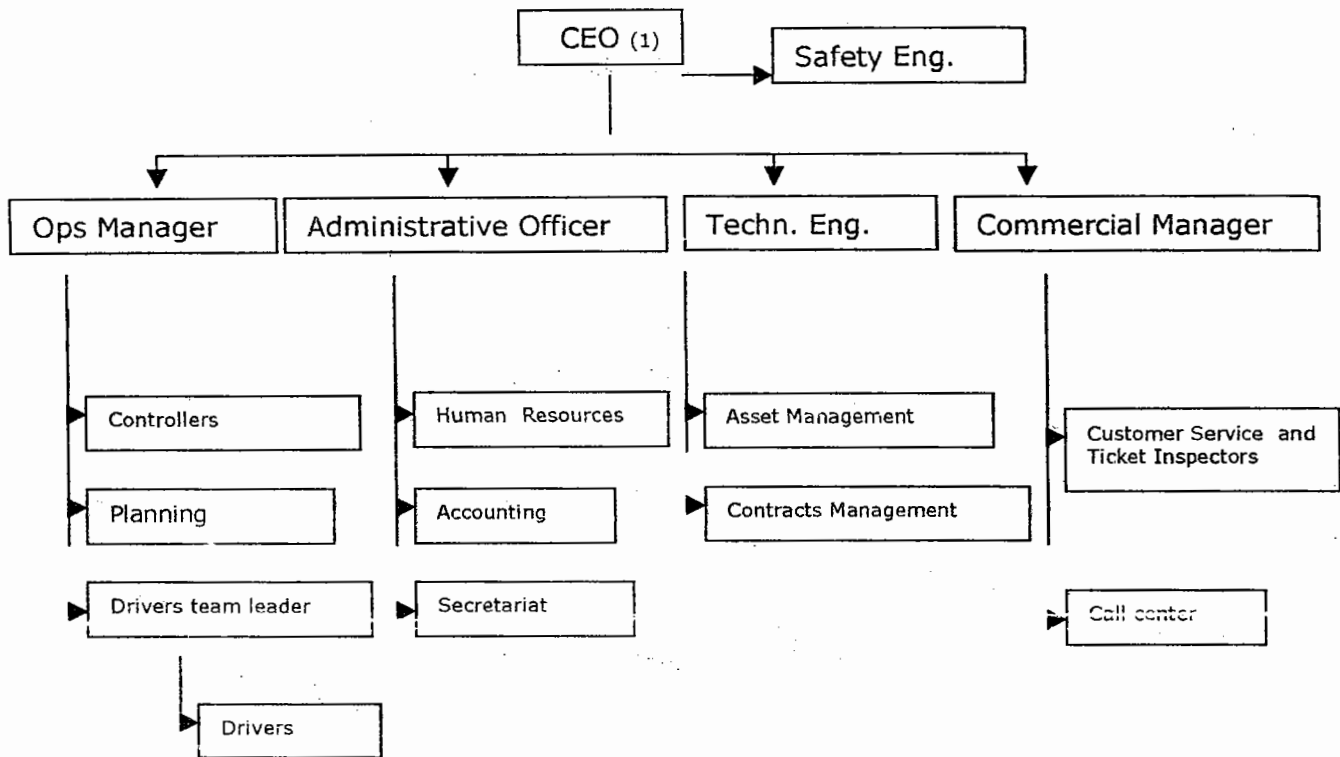 CEO (1)
Safety Eng.
Ops Manager
Administrative Officer
Techn. Eng.
Commercial Manager
Controllers
Human Resources
Asset Management
Customer Service and
Ticket Inspectors
Planning
Accounting
Contracts Management
Drivers team leader
Secretariat
Call center
Drivers